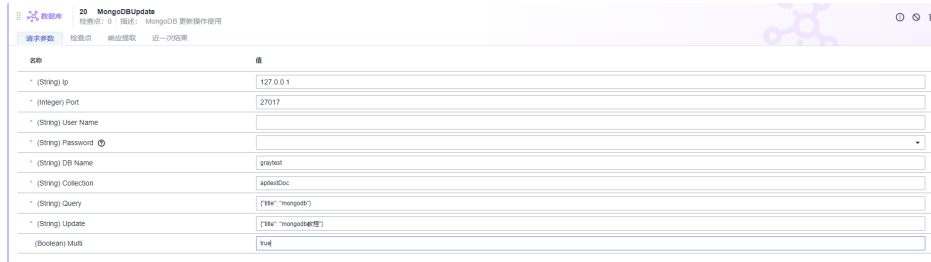 数据库
20 MongoDBUpdate
检查点： 0 描述： MongoDB 更新操作使用
请求参数 检查点 响应提取 近一次结果
名称 值
* (String) Ip 127.0.0.1
* (Integer) Port 27017
* (String) User Name
* (String) Password
* (String) DB Name graytest
* (String) Collection apitestDoc
* (String) Query {"title": "mongodb"}
* (String) Update {"title": "mongodb教程"}
(Boolean) Multi true